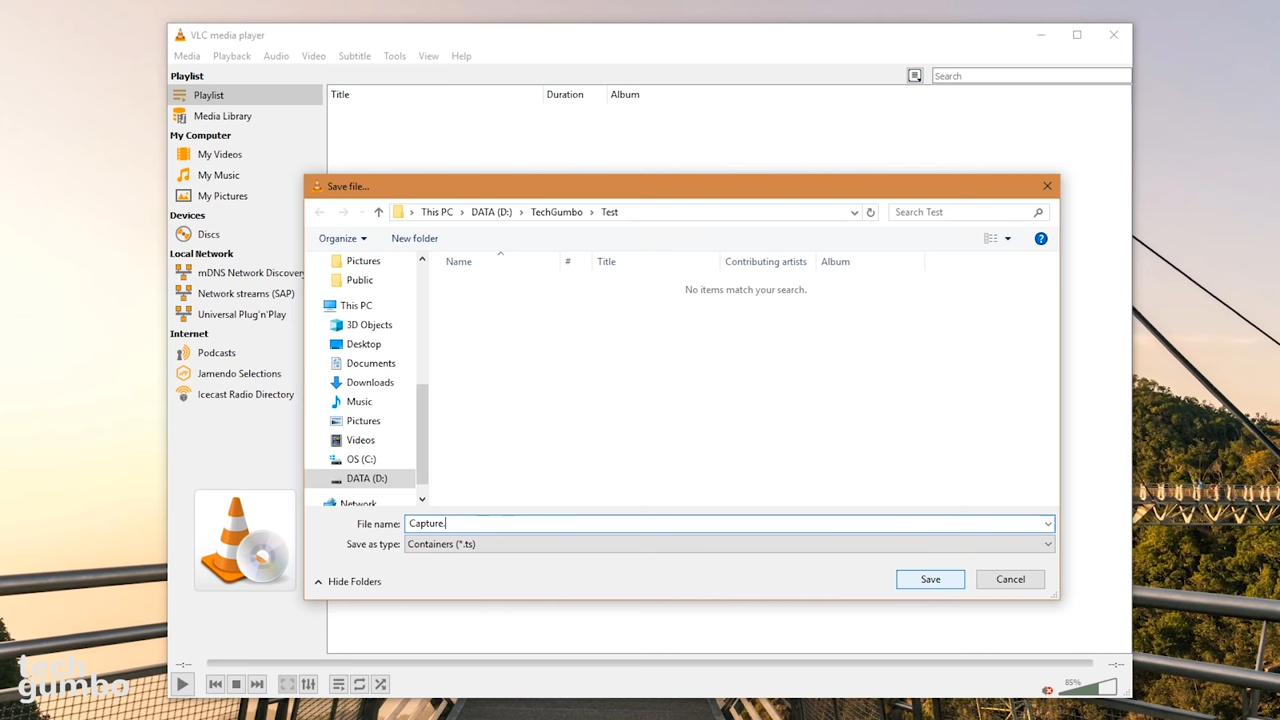 VLC media player
Media Playback Audio Video Subtitle Tools View Help
Playlist
Search
Playlist
Media Library
My Computer
My Videos
My Music
My Pictures
Devices
Discs
Local Network
mDNS Network Discovery
Network streams (SAP)
Universal Plug'n'Play
Internet
Podcasts
Jamendo Selections
Icecast Radio Directory
Title Duration Album
Save file...
This PC > DATA (D:) > TechGumbo > Test
Search Test
Organize New folder
Pictures
Public
This PC
3D Objects
Desktop
Documents
Downloads
Music
Pictures
Videos
OS (C:)
DATA (D:)
Network
Name # Title Contributing artists Album
No items match your search.
File name: Capture.
Save as type: Containers (*.ts)
Hide Folders
Save Cancel
--:-- --:--
85%
tech
gumbo